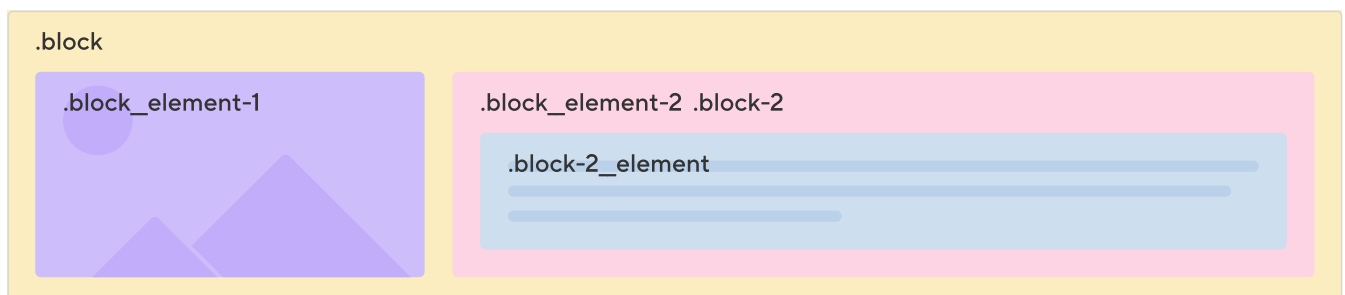 .block
.block_element-1
.block_element-2 .block-2
.block-2_element